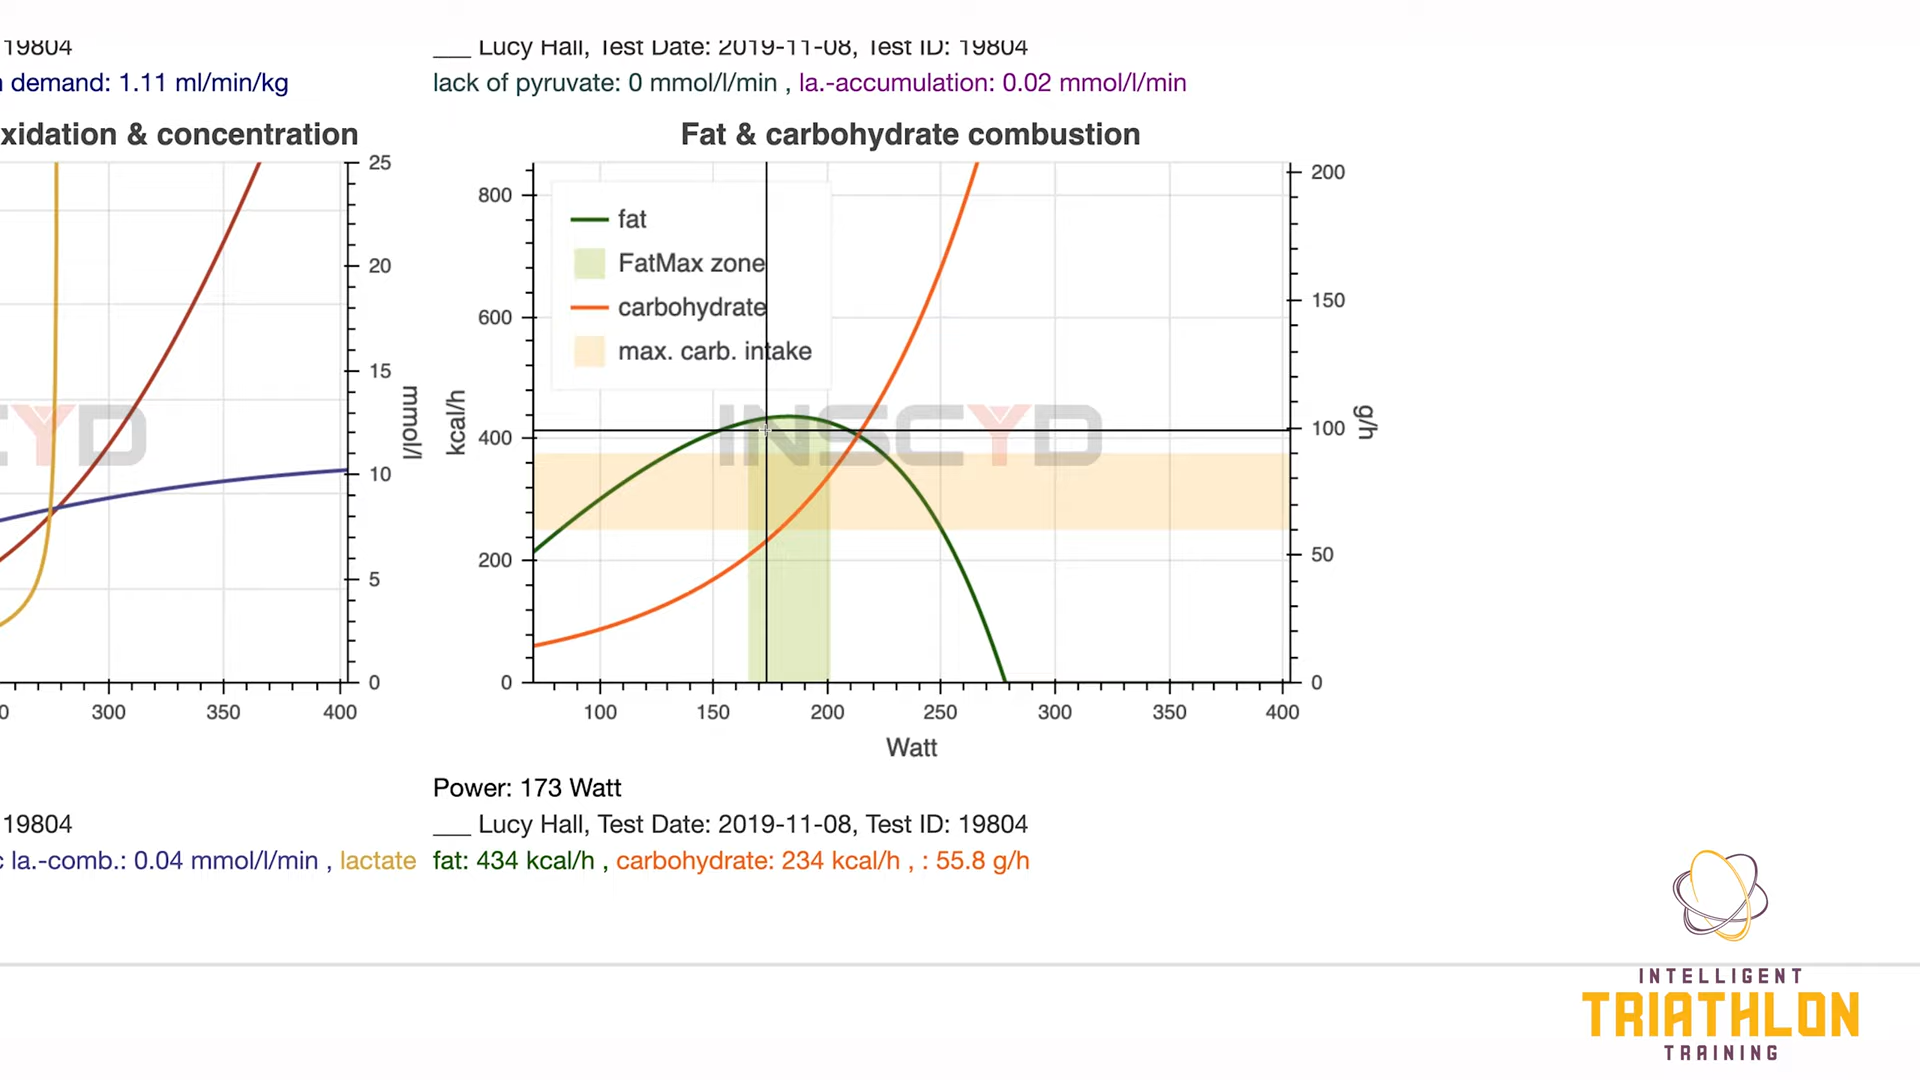 19804
demand: 1.11 ml/min/kg
xidation & concentration
25
20
15
10
5
0
mmol/l
300
350
400
19804
la.-comb.: 0.04 mmol/l/min , lactate
___ Lucy Hall, Test Date: 2019-11-08, Test ID: 19804
lack of pyruvate: 0 mmol/l/min , la.-accumulation: 0.02 mmol/l/min
Fat & carbohydrate combustion
fat
FatMax zone
carbohydrate
max. carb. intake
INSCYD
800
600
400
200
0
kcal/h
200
150
100
50
0
g/h
100
150
200
250
300
350
400
Watt
Power: 173 Watt
___ Lucy Hall, Test Date: 2019-11-08, Test ID: 19804
fat: 434 kcal/h , carbohydrate: 234 kcal/h , : 55.8 g/h
INTELLIGENT
TRIATHLON
TRAINING